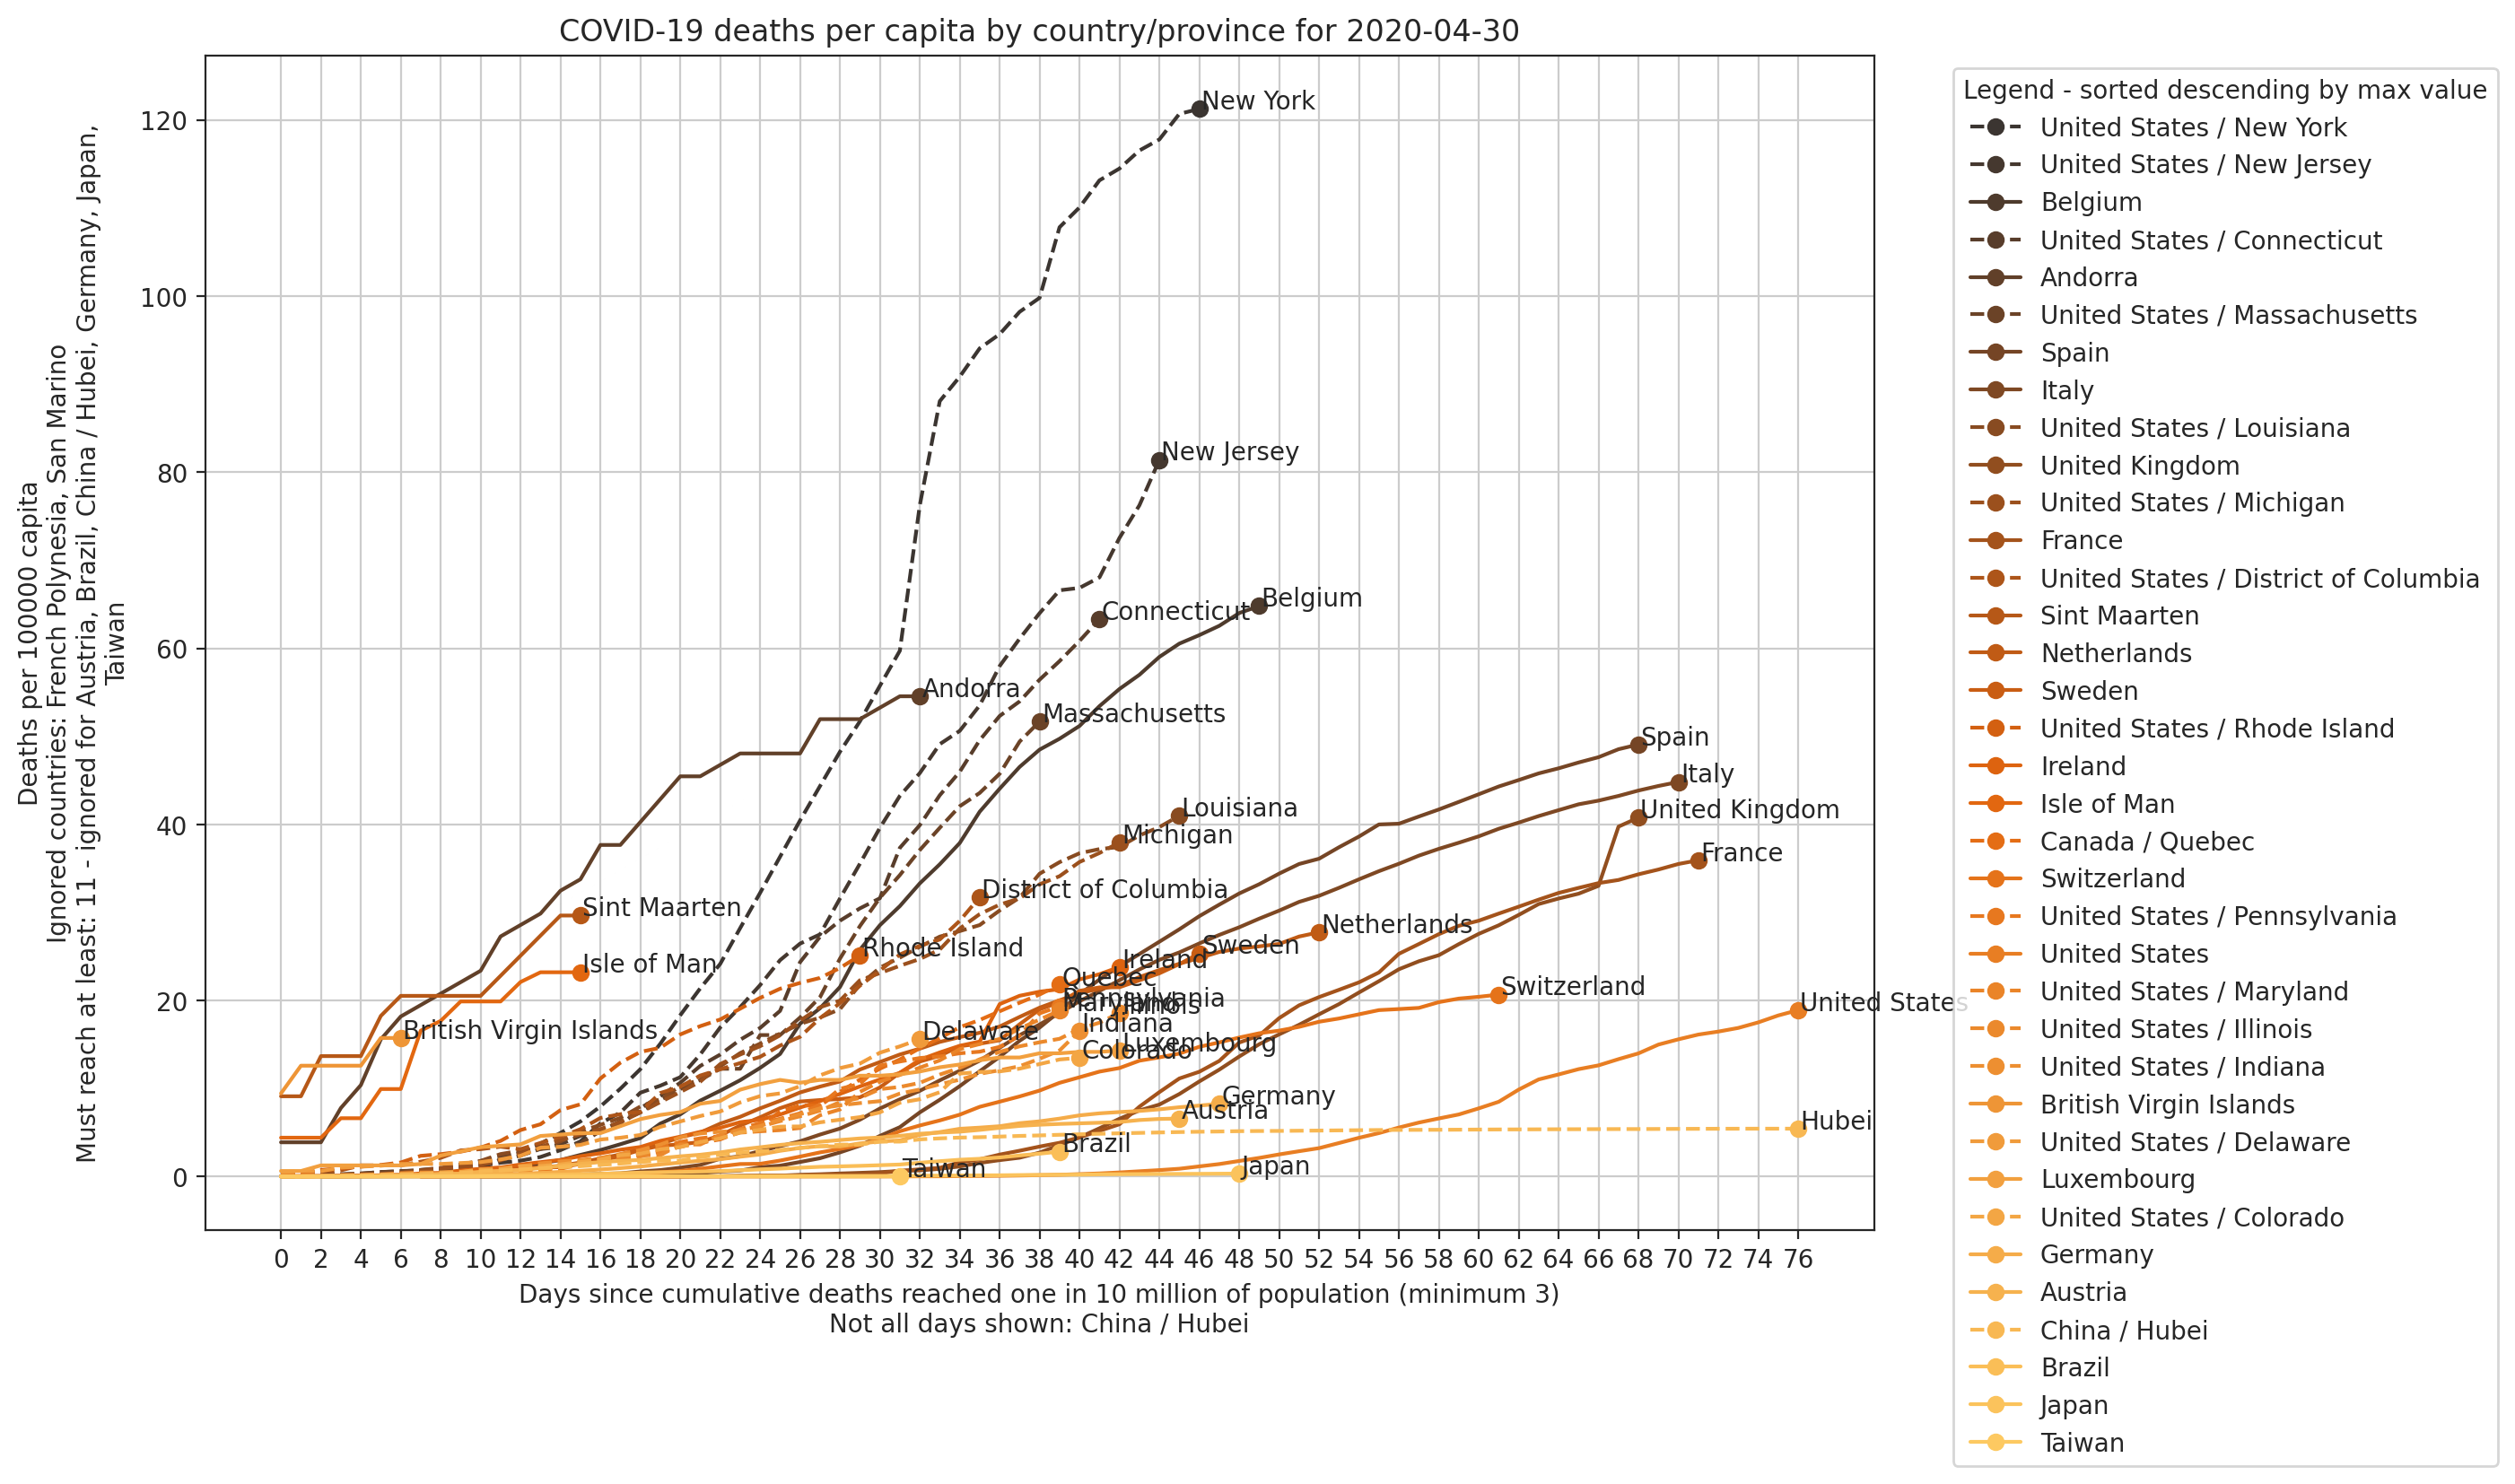 COVID-19 deaths per capita by country/province for 2020-04-30
Deaths per 100000 capita
Ignored countries: French Polynesia, San Marino
Must reach at least: 11 - ignored for Austria, Brazil, China / Hubei, Germany, Japan,
Taiwan
120
100
80
60
40
20
0
New York
New Jersey
Connecticut
Belgium
Andorra
Massachusetts
Spain
Italy
United Kingdom
Louisiana
Michigan
France
District of Columbia
Sint Maarten
Netherlands
Rhode Island
Sweden
Isle of Man
Ireland
Quebec
Switzerland
Pennsylvania
Maryland
Illinois
United States
British Virgin Islands
Indiana
Delaware
Luxembourg
Colorado
Germany
Austria
Hubei
Brazil
Taiwan
Japan
0 2 4 6 8 10 12 14 16 18 20 22 24 26 28 30 32 34 36 38 40 42 44 46 48 50 52 54 56 58 60 62 64 66 68 70 72 74 76
Days since cumulative deaths reached one in 10 million of population (minimum 3)
Not all days shown: China / Hubei
Legend - sorted descending by max value
United States / New York
United States / New Jersey
Belgium
United States / Connecticut
Andorra
United States / Massachusetts
Spain
Italy
United States / Louisiana
United Kingdom
United States / Michigan
France
United States / District of Columbia
Sint Maarten
Netherlands
Sweden
United States / Rhode Island
Ireland
Isle of Man
Canada / Quebec
Switzerland
United States / Pennsylvania
United States
United States / Maryland
United States / Illinois
United States / Indiana
British Virgin Islands
United States / Delaware
Luxembourg
United States / Colorado
Germany
Austria
China / Hubei
Brazil
Japan
Taiwan